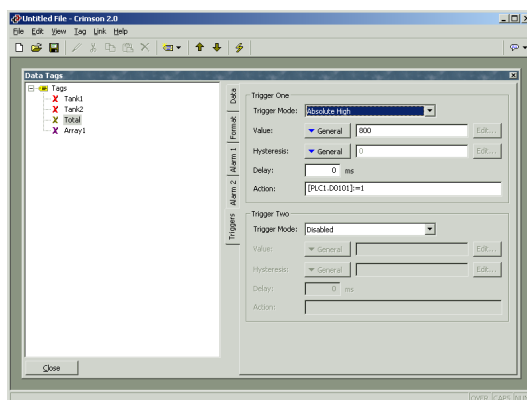 Untitled File - Crimson 2.0
File Edit View Tag Link Help
Data Tags
Tags
Tank1
Tank2
Total
Array1
Data
Format
Alarm 1
Alarm 2
Triggers
Trigger One
Trigger Mode: Absolute High
Value: General 800 Edit...
Hysteresis: General 0 Edit...
Delay: 0 ms
Action: [PLC1.D0101]:=1
Trigger Two
Trigger Mode: Disabled
Value: General Edit...
Hysteresis: General Edit...
Delay: 0 ms
Action:
Close
OVER CAPS NUM